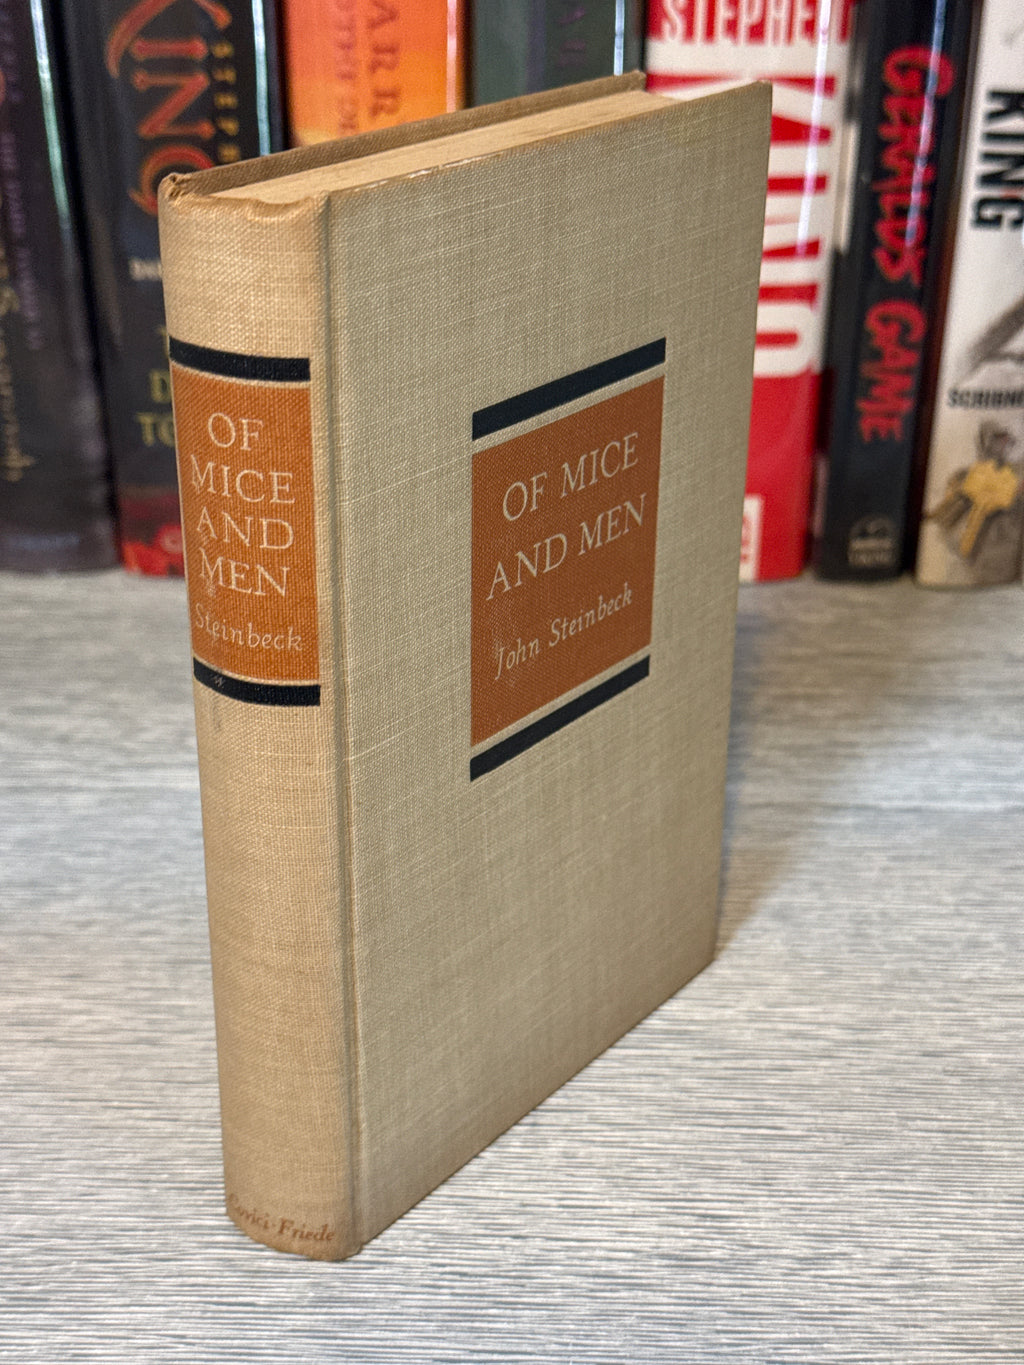 OF
MICE
AND
MEN
Steinbeck
Covici·Friede
OF MICE
AND MEN
John Steinbeck
KING
STEPHEN
GERALD'S GAME
KING